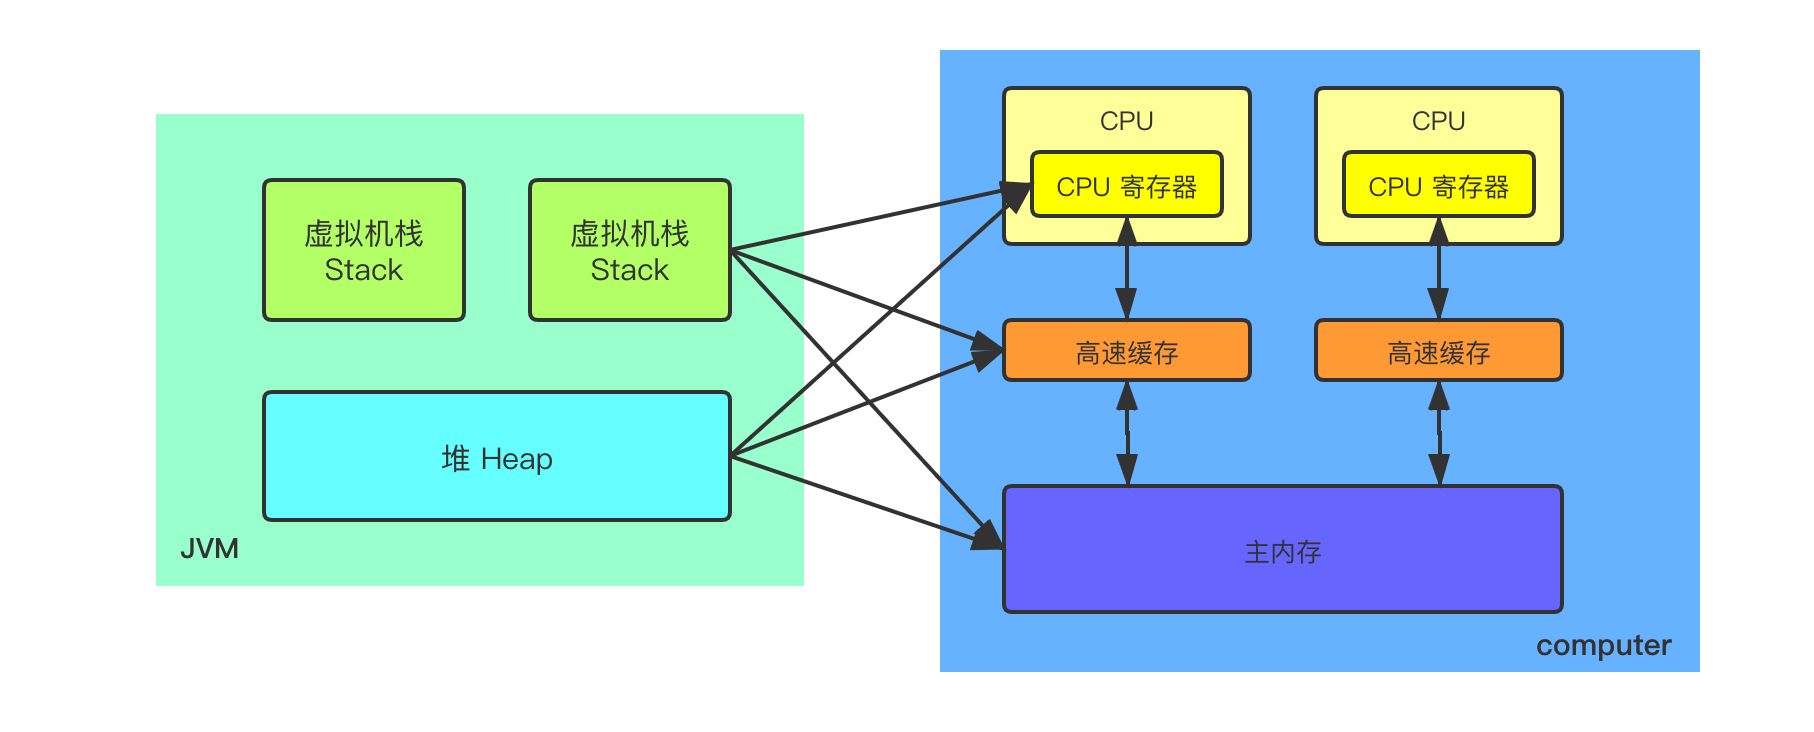 虚拟机栈
Stack
虚拟机栈
Stack
堆 Heap
JVM
CPU
CPU 寄存器
CPU
CPU 寄存器
高速缓存
高速缓存
主内存
computer